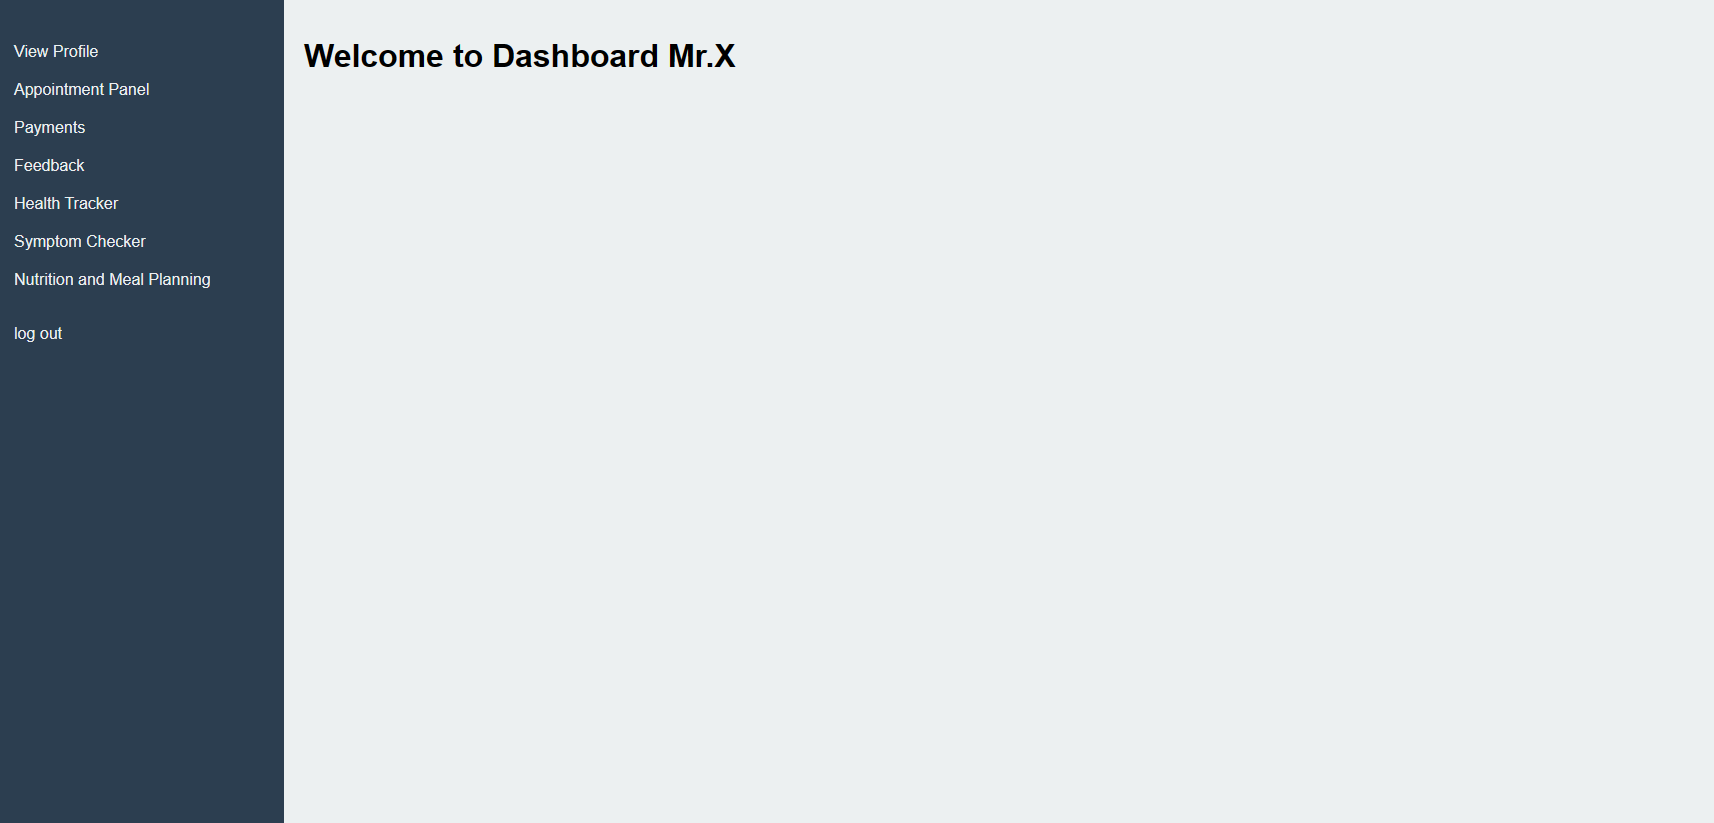 View Profile
Appointment Panel
Payments
Feedback
Health Tracker
Symptom Checker
Nutrition and Meal Planning
log out
Welcome to Dashboard Mr.X